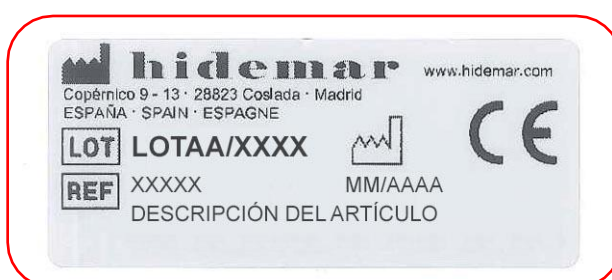 hidemar www.hidemar.com
Copérnico 9 - 13 · 28823 Coslada · Madrid
ESPAÑA · SPAIN · ESPAGNE
LOT LOTAA/XXXX
CE
REF XXXXX MM/AAAA
DESCRIPCIÓN DEL ARTÍCULO